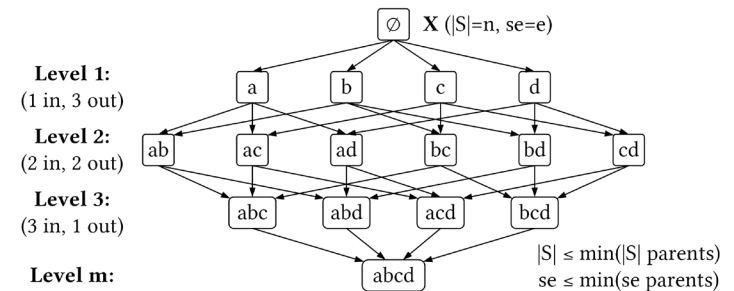 ∅ X (|S|=n, se=e)
Level 1:
(1 in, 3 out)
a b c d
Level 2:
(2 in, 2 out)
ab ac ad bc bd cd
Level 3:
(3 in, 1 out)
abc abd acd bcd
|S| ≤ min(|S| parents)
Level m:
abcd
se ≤ min(se parents)